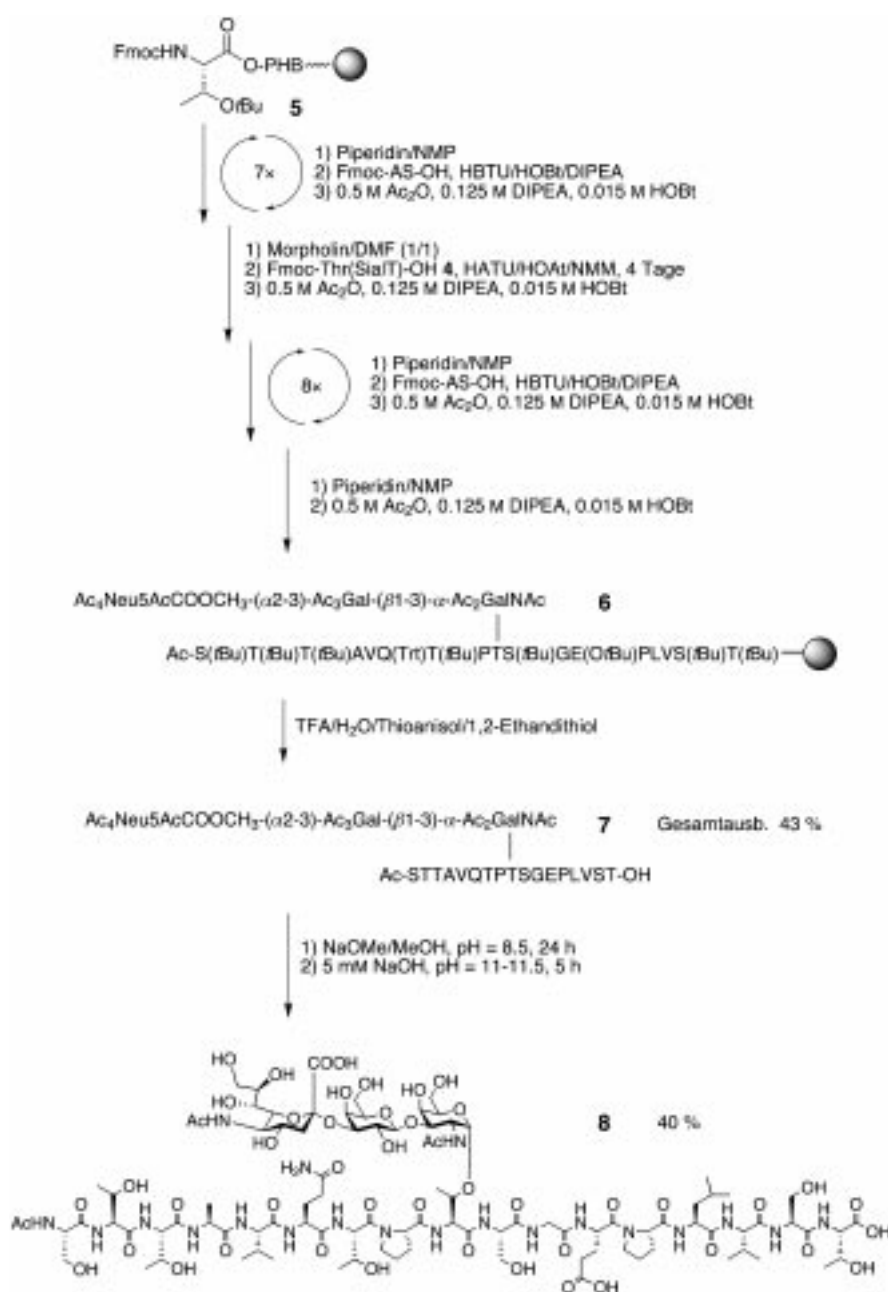 FmocHN
O
O-PHB
OtBu
5
7×
1) Piperidin/NMP
2) Fmoc-AS-OH, HBTU/HOBt/DIPEA
3) 0.5 M Ac₂O, 0.125 M DIPEA, 0.015 M HOBt
1) Morpholin/DMF (1/1)
2) Fmoc-Thr(SialT)-OH 4, HATU/HOAt/NMM, 4 Tage
3) 0.5 M Ac₂O, 0.125 M DIPEA, 0.015 M HOBt
8×
1) Piperidin/NMP
2) Fmoc-AS-OH, HBTU/HOBt/DIPEA
3) 0.5 M Ac₂O, 0.125 M DIPEA, 0.015 M HOBt
1) Piperidin/NMP
2) 0.5 M Ac₂O, 0.125 M DIPEA, 0.015 M HOBt
Ac₄Neu5AcCOOCH₃-(α2-3)-Ac₃Gal-(β1-3)-α-Ac₂GalNAc 6
Ac-S(tBu)T(tBu)T(tBu)AVQ(Trt)T(tBu)PTS(tBu)GE(OtBu)PLVS(tBu)T(tBu)
TFA/H₂O/Thioanisol/1,2-Ethandithiol
Ac₄Neu5AcCOOCH₃-(α2-3)-Ac₃Gal-(β1-3)-α-Ac₂GalNAc 7 Gesamtausb. 43 %
Ac-STTAVQTPTSGEPLVST-OH
1) NaOMe/MeOH, pH = 8.5, 24 h
2) 5 mM NaOH, pH = 11-11.5, 5 h
HO OH COOH HO OH HO OH
HO O O O O O
AcHN HO OH AcHN
8 40 %
H₂N O O
OH O O O O O O O O OH
AcHN N H N H N H N H N H N N H N H N H N H N N H N H N H OH
OH OH OH OH O OH OH